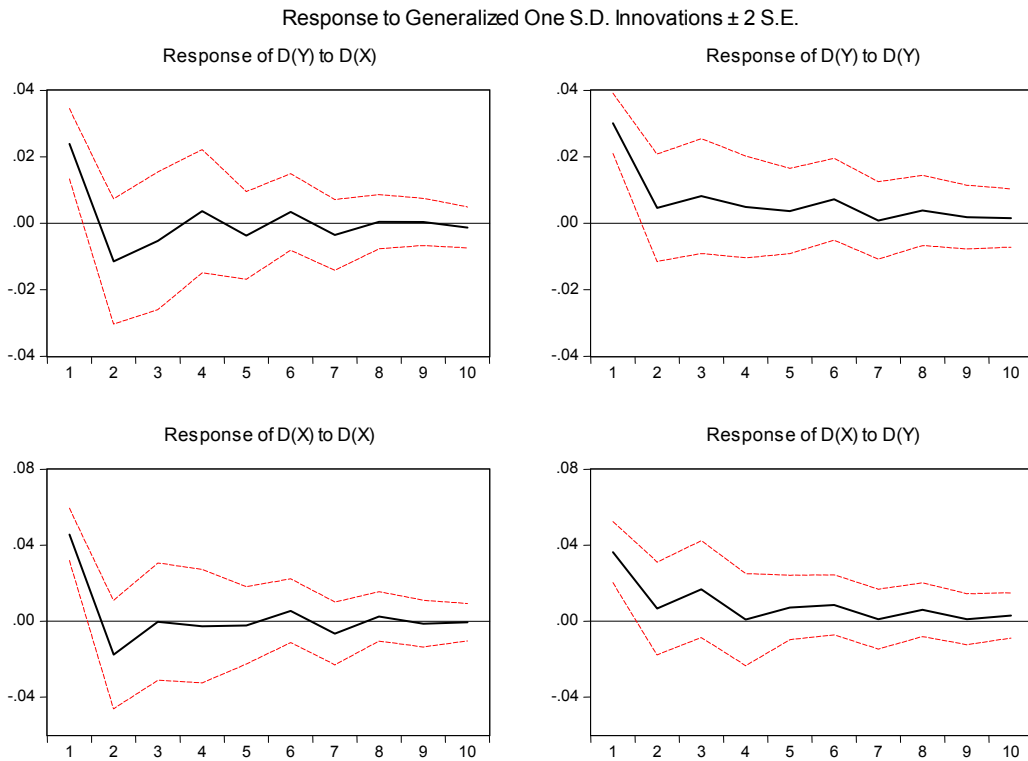 Response to Generalized One S.D. Innovations ± 2 S.E.
Response of D(Y) to D(X)
.04
.02
.00
-.02
-.04
1 2 3 4 5 6 7 8 9 10
Response of D(Y) to D(Y)
.04
.02
.00
-.02
-.04
1 2 3 4 5 6 7 8 9 10
Response of D(X) to D(X)
.08
.04
.00
-.04
1 2 3 4 5 6 7 8 9 10
Response of D(X) to D(Y)
.08
.04
.00
-.04
1 2 3 4 5 6 7 8 9 10